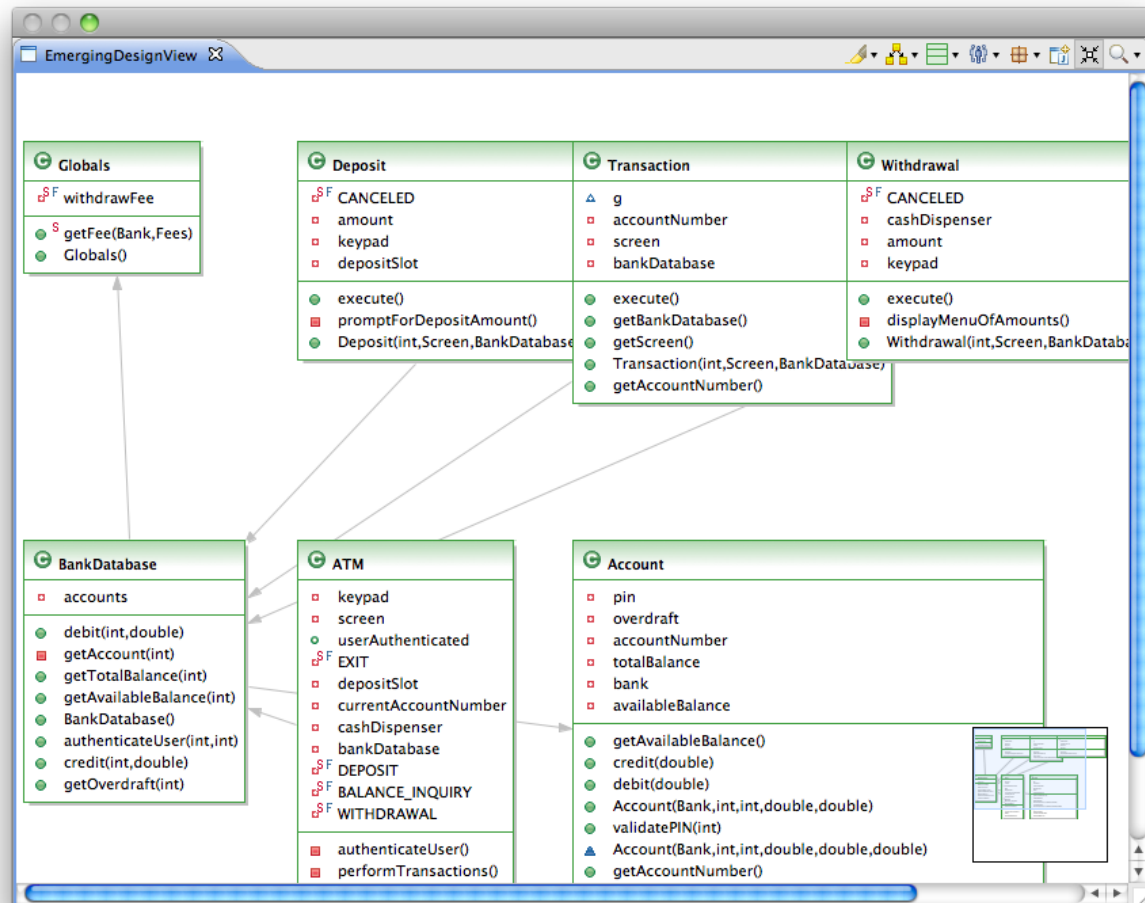 EmergingDesignView
Globals
withdrawFee
getFee(Bank,Fees)
Globals()
Deposit
CANCELED
amount
keypad
depositSlot
execute()
promptForDepositAmount()
Deposit(int,Screen,BankDatabase
Transaction
g
accountNumber
screen
bankDatabase
execute()
getBankDatabase()
getScreen()
Transaction(int,Screen,BankDatabase)
getAccountNumber()
Withdrawal
CANCELED
cashDispenser
amount
keypad
execute()
displayMenuOfAmounts()
Withdrawal(int,Screen,BankDataba
BankDatabase
accounts
debit(int,double)
getAccount(int)
getTotalBalance(int)
getAvailableBalance(int)
BankDatabase()
authenticateUser(int,int)
credit(int,double)
getOverdraft(int)
ATM
keypad
screen
userAuthenticated
EXIT
depositSlot
currentAccountNumber
cashDispenser
bankDatabase
DEPOSIT
BALANCE_INQUIRY
WITHDRAWAL
authenticateUser()
performTransactions()
Account
pin
overdraft
accountNumber
totalBalance
bank
availableBalance
getAvailableBalance()
credit(double)
debit(double)
Account(Bank,int,int,double,double)
validatePIN(int)
Account(Bank,int,int,double,double,double)
getAccountNumber()